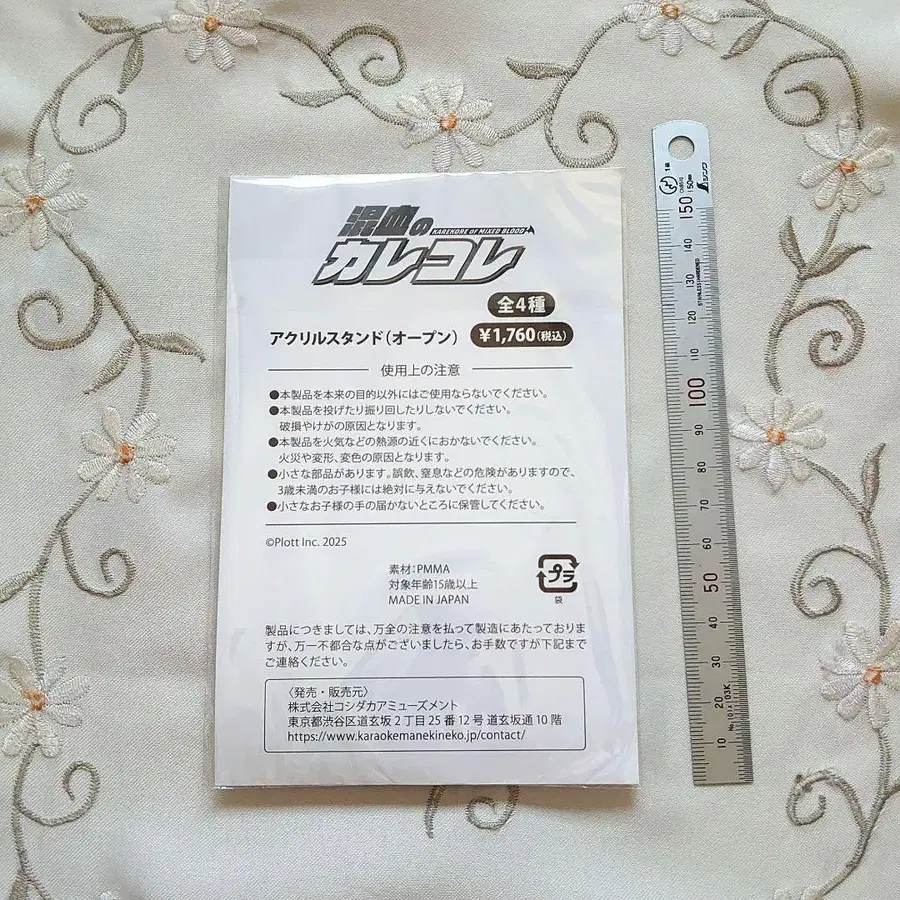 混血の
KAREKORE OF MIXED BLOOD
カレコレ
全4種
アクリルスタンド(オープン) ¥1,760(税込)
使用上の注意
●本製品を本来の目的以外にはご使用ならないでください。
●本製品を投げたり振り回したりしないでください。
破損やけがの原因となります。
●本製品を火気などの熱源の近くにおかないでください。
火災や変形、変色の原因となります。
●小さな部品があります。誤飲、窒息などの危険がありますので、
3歳未満のお子様には絶対に与えないでください。
●小さなお子様の手の届かないところに保管してください。
©Plott Inc. 2025
素材:PMMA
対象年齢15歳以上
MADE IN JAPAN
プラ
袋
製品につきましては、万全の注意を払って製造にあたっておりま
すが、万一不都合な点がございましたら、お手数ですが下記まで
ご連絡ください。
〈発売・販売元〉
株式会社コシダカアミューズメント
東京都渋谷区道玄坂2丁目25番12号 道玄坂通10階
https://www.karaokemanekineko.jp/contact/
シンワ
1級
150
140
130
STAINLESS HARDENED
120
110
100
90
80
70
60
50
40
30
20
10